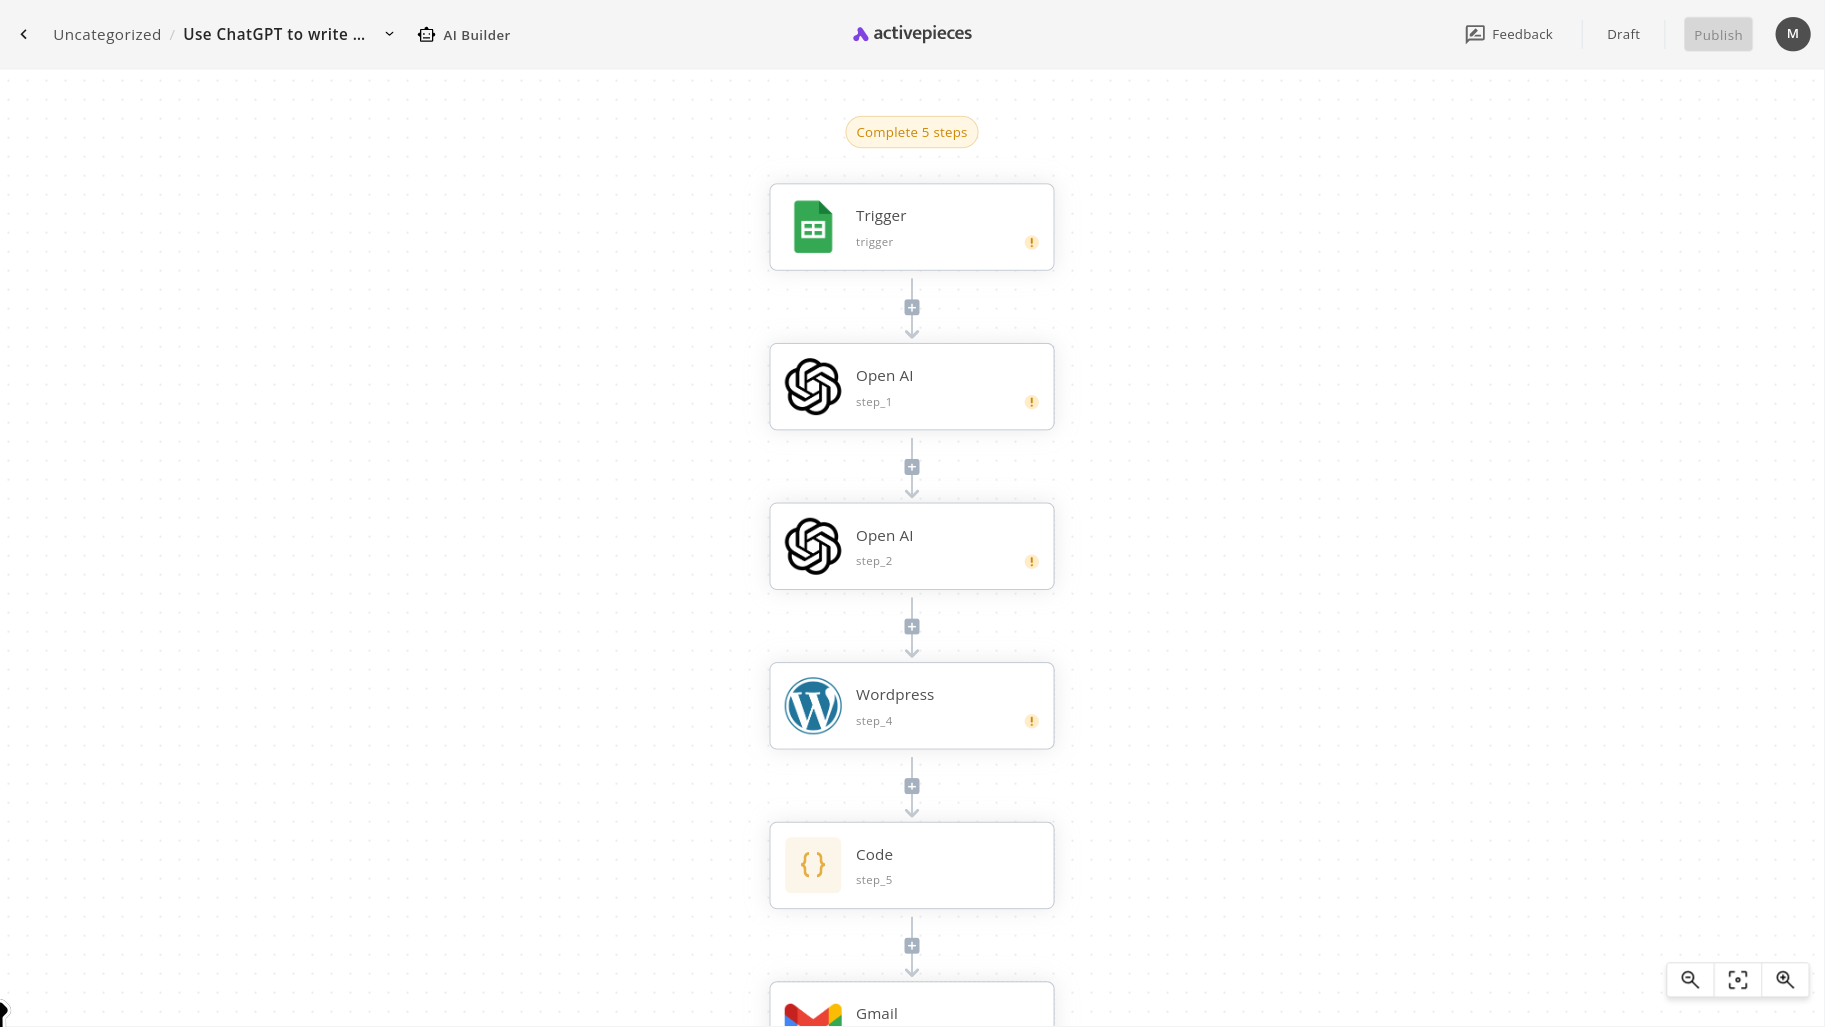 Uncategorized / Use ChatGPT to write ...
AI Builder
activepieces
Feedback
Draft
Publish
M
Complete 5 steps
Trigger
trigger
!
Open AI
step_1
!
Open AI
step_2
!
Wordpress
step_4
!
Code
step_5
Gmail